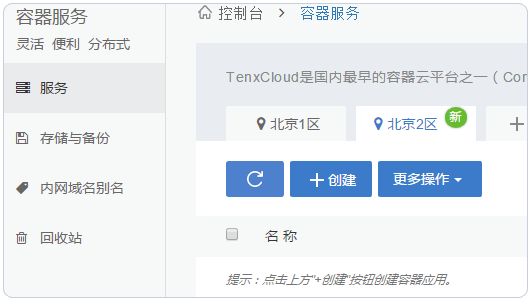 容器服务
灵活 便利 分布式
服务
存储与备份
内网域名别名
回收站
控制台 > 容器服务
TenxCloud是国内最早的容器云平台之一（Cor
北京1区
北京2区 新
+
+ 创建
更多操作
名 称
提示：点击上方"+创建"按钮创建容器应用。